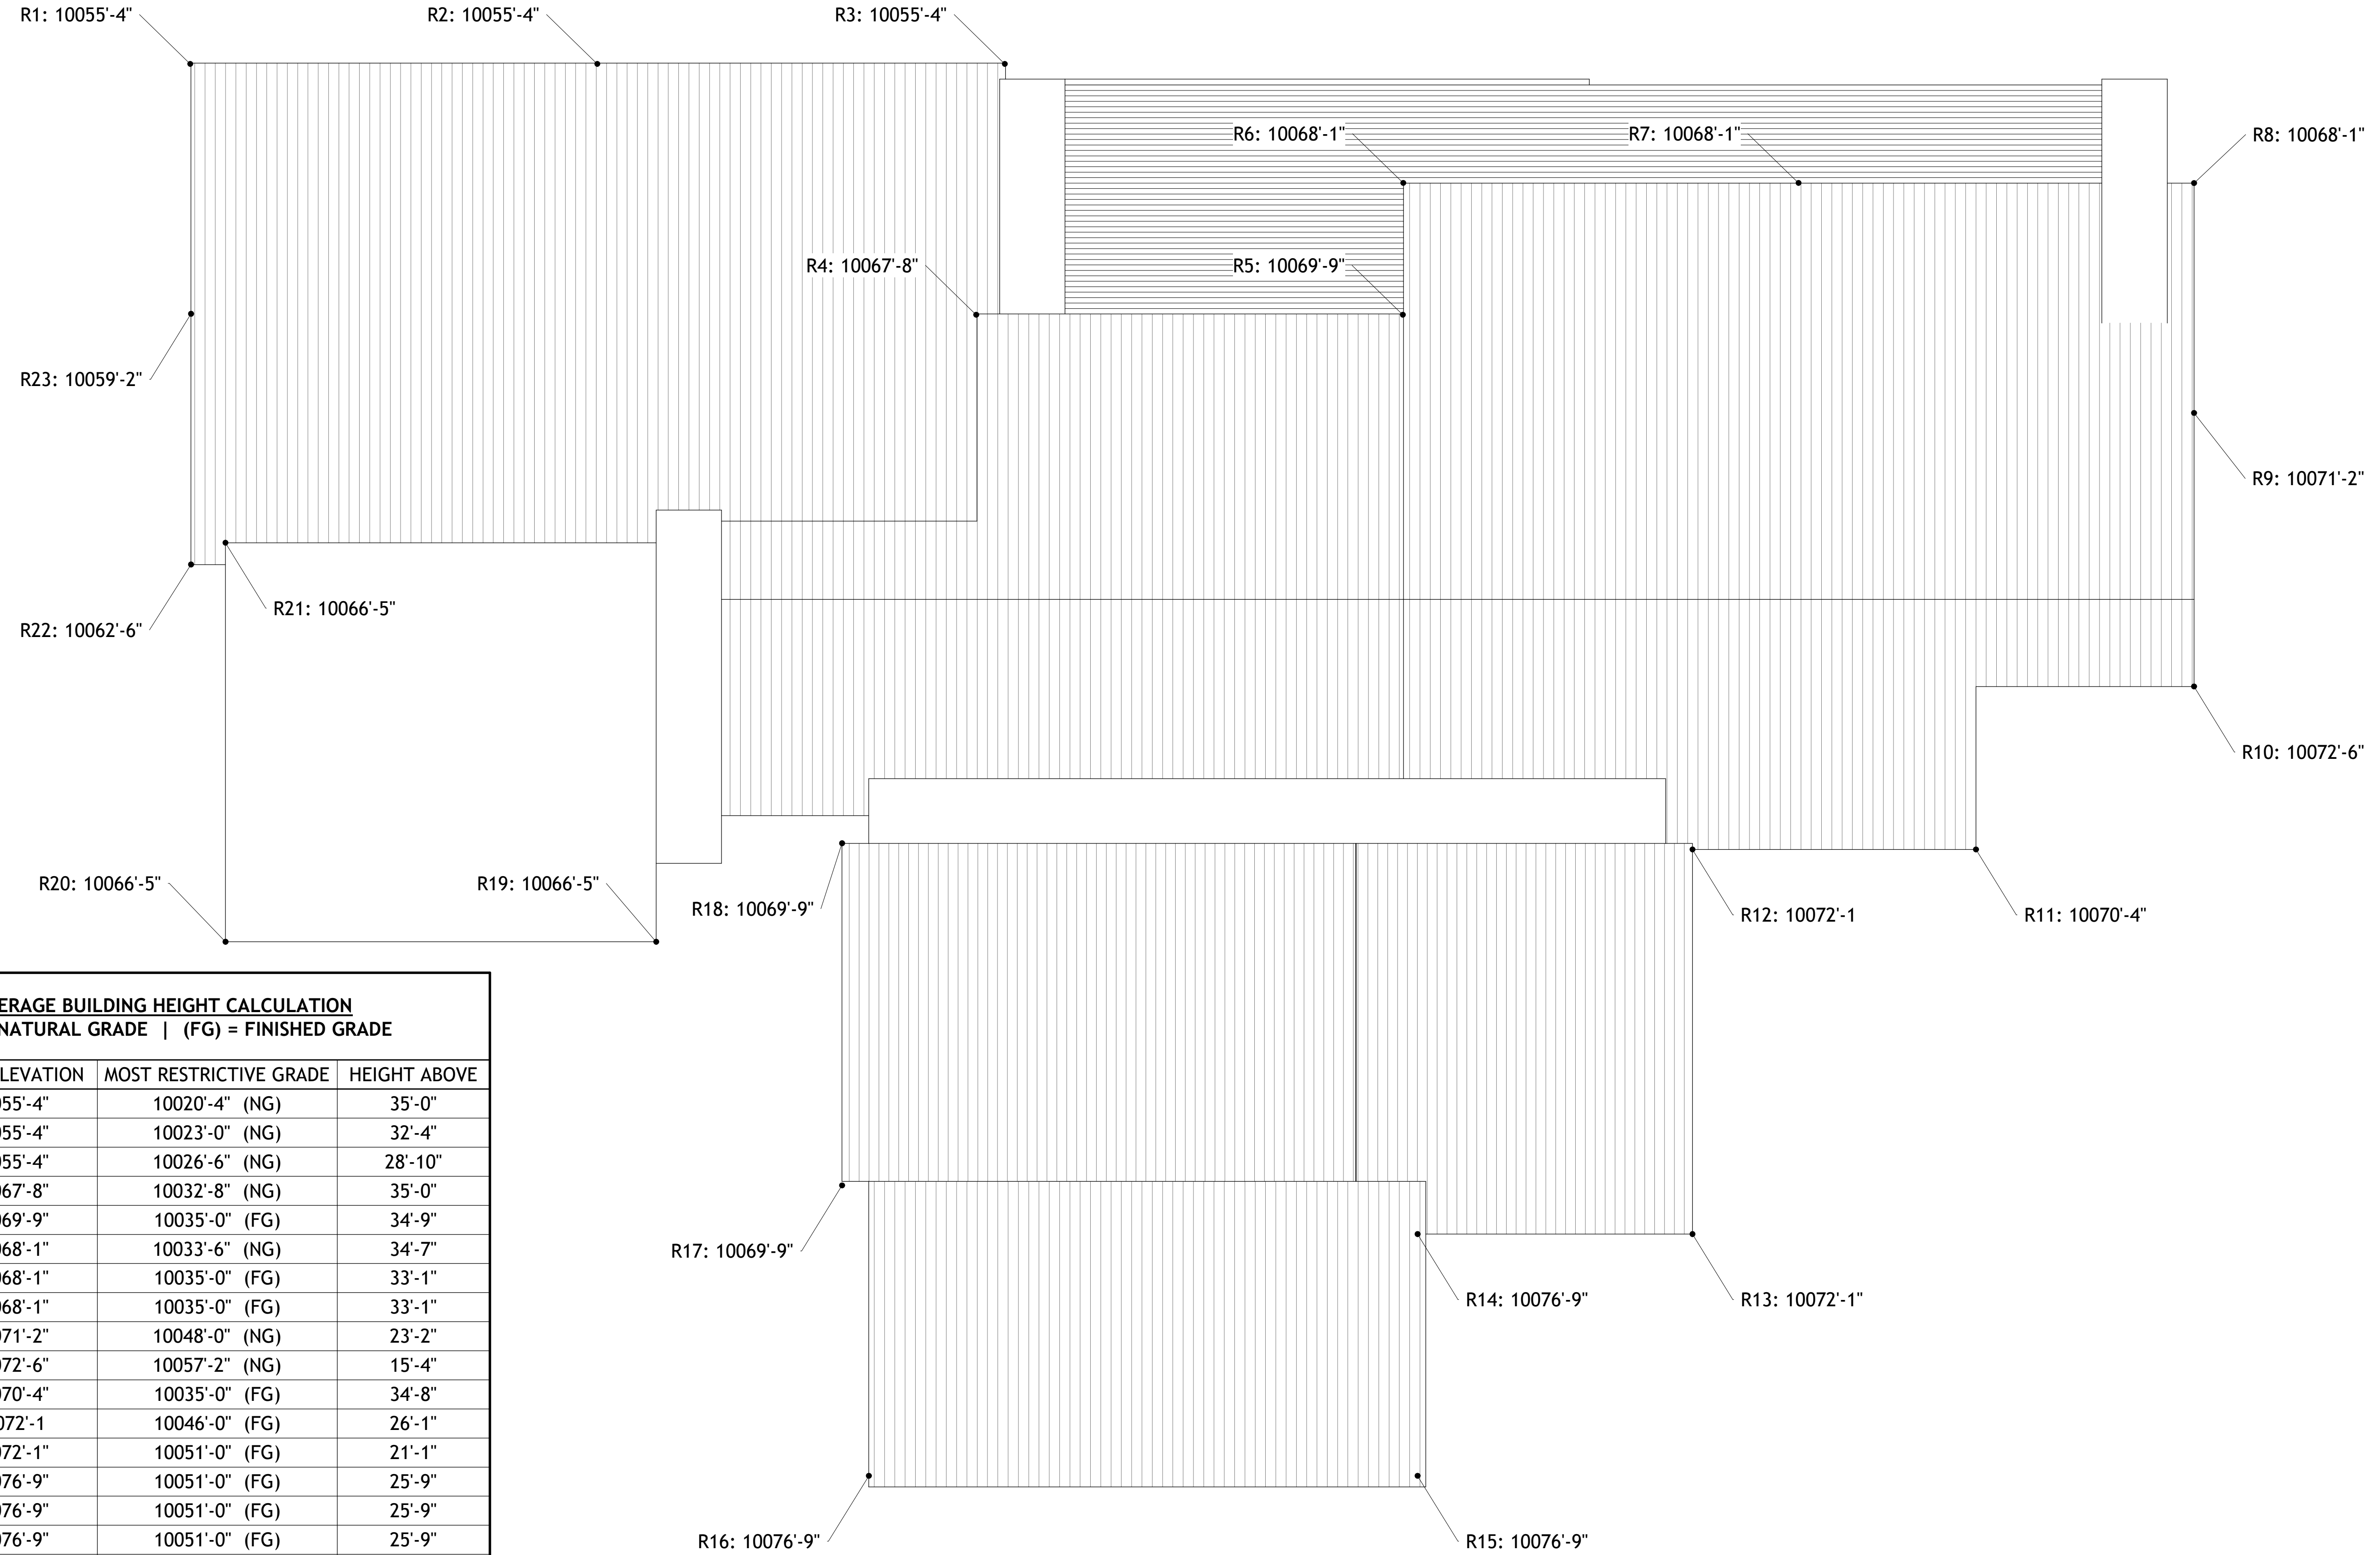 R1: 10055'-4"
R2: 10055'-4"
R3: 10055'-4"
R6: 10068'-1"
R7: 10068'-1"
R8: 10068'-1"
R4: 10067'-8"
R5: 10069'-9"
R23: 10059'-2"
R9: 10071'-2"
R21: 10066'-5"
R22: 10062'-6"
R10: 10072'-6"
R20: 10066'-5"
R19: 10066'-5"
R18: 10069'-9"
R12: 10072'-1
R11: 10070'-4"
R17: 10069'-9"
R14: 10076'-9"
R13: 10072'-1"
R16: 10076'-9"
R15: 10076'-9"
ERAGE BUILDING HEIGHT CALCULATION
NATURAL GRADE | (FG) = FINISHED GRADE
LEVATION MOST RESTRICTIVE GRADE HEIGHT ABOVE
55'-4" 10020'-4" (NG) 35'-0"
55'-4" 10023'-0" (NG) 32'-4"
55'-4" 10026'-6" (NG) 28'-10"
67'-8" 10032'-8" (NG) 35'-0"
69'-9" 10035'-0" (FG) 34'-9"
68'-1" 10033'-6" (NG) 34'-7"
68'-1" 10035'-0" (FG) 33'-1"
68'-1" 10035'-0" (FG) 33'-1"
71'-2" 10048'-0" (NG) 23'-2"
72'-6" 10057'-2" (NG) 15'-4"
70'-4" 10035'-0" (FG) 34'-8"
072'-1 10046'-0" (FG) 26'-1"
72'-1" 10051'-0" (FG) 21'-1"
76'-9" 10051'-0" (FG) 25'-9"
76'-9" 10051'-0" (FG) 25'-9"
76'-9" 10051'-0" (FG) 25'-9"